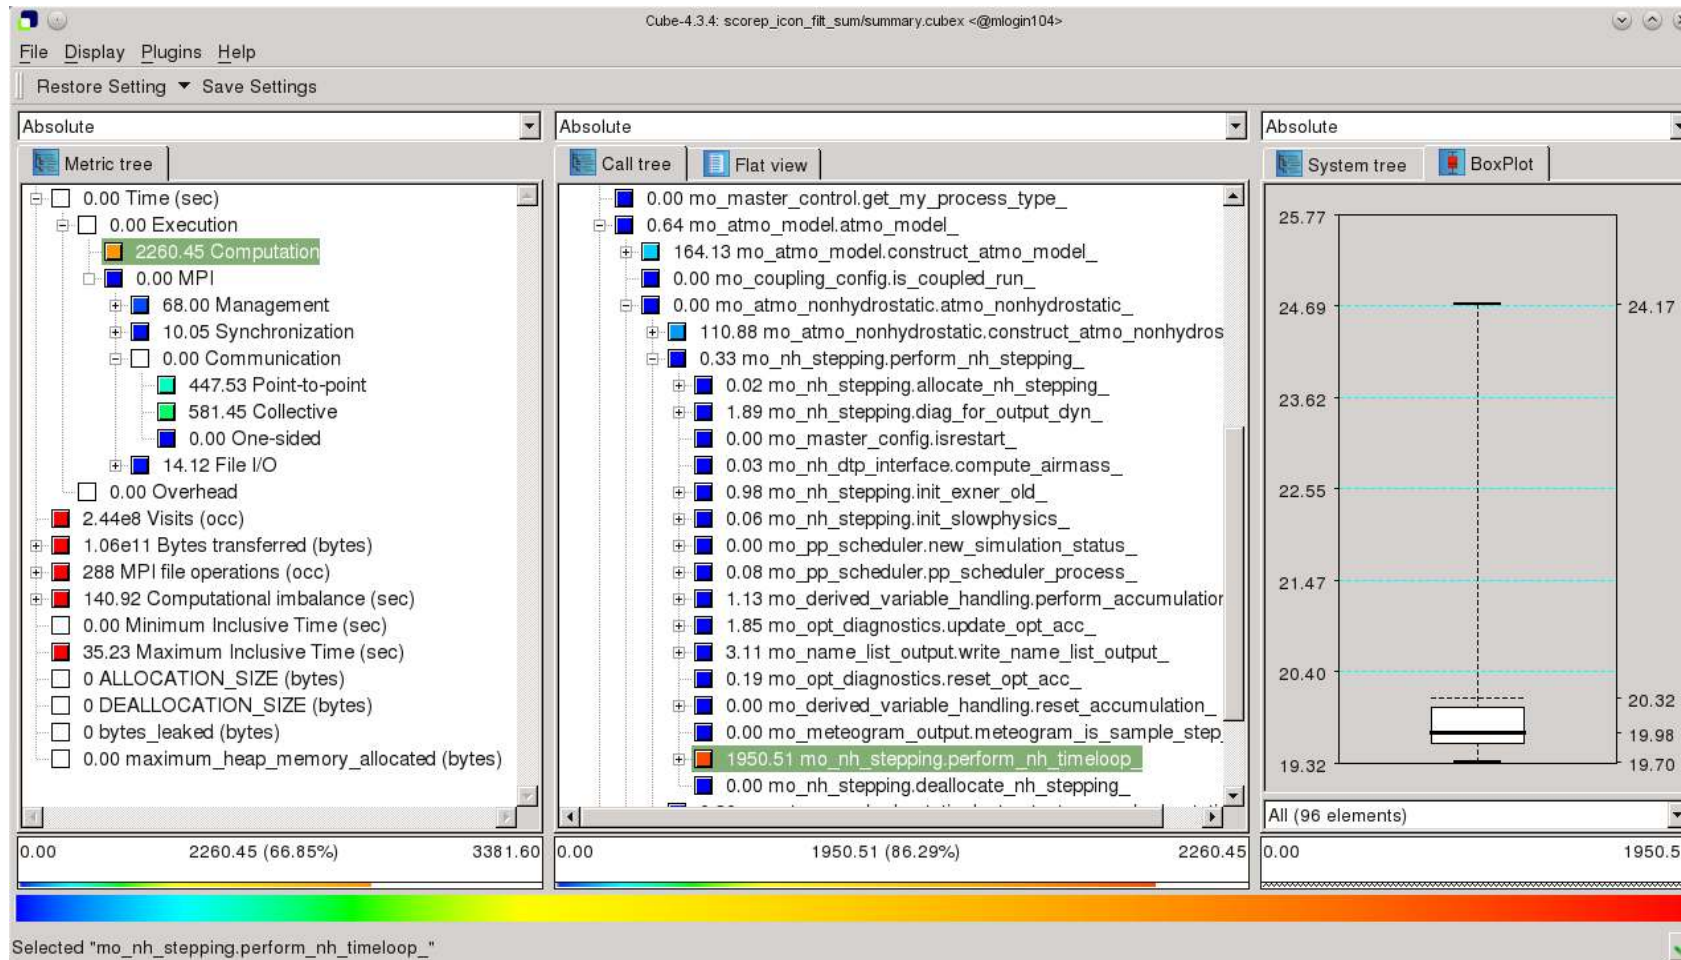 Cube-4.3.4: scorep_icon_filt_sum/summary.cubex <@mlogin104>
File Display Plugins Help
Restore Setting Save Settings
Absolute
Metric tree
0.00 Time (sec)
0.00 Execution
2260.45 Computation
0.00 MPI
68.00 Management
10.05 Synchronization
0.00 Communication
447.53 Point-to-point
581.45 Collective
0.00 One-sided
14.12 File I/O
0.00 Overhead
2.44e8 Visits (occ)
1.06e11 Bytes transferred (bytes)
288 MPI file operations (occ)
140.92 Computational imbalance (sec)
0.00 Minimum Inclusive Time (sec)
35.23 Maximum Inclusive Time (sec)
0 ALLOCATION_SIZE (bytes)
0 DEALLOCATION_SIZE (bytes)
0 bytes_leaked (bytes)
0.00 maximum_heap_memory_allocated (bytes)
0.00 2260.45 (66.85%) 3381.60
Absolute
Call tree Flat view
0.00 mo_master_control.get_my_process_type_
0.64 mo_atmo_model.atmo_model_
164.13 mo_atmo_model.construct_atmo_model_
0.00 mo_coupling_config.is_coupled_run_
0.00 mo_atmo_nonhydrostatic.atmo_nonhydrostatic_
110.88 mo_atmo_nonhydrostatic.construct_atmo_nonhydros
0.33 mo_nh_stepping.perform_nh_stepping_
0.02 mo_nh_stepping.allocate_nh_stepping_
1.89 mo_nh_stepping.diag_for_output_dyn_
0.00 mo_master_config.isrestart_
0.03 mo_nh_dtp_interface.compute_airmass_
0.98 mo_nh_stepping.init_exner_old_
0.06 mo_nh_stepping.init_slowphysics_
0.00 mo_pp_scheduler.new_simulation_status_
0.08 mo_pp_scheduler.pp_scheduler_process_
1.13 mo_derived_variable_handling.perform_accumulation
1.85 mo_opt_diagnostics.update_opt_acc_
3.11 mo_name_list_output.write_name_list_output_
0.19 mo_opt_diagnostics.reset_opt_acc_
0.00 mo_derived_variable_handling.reset_accumulation_
0.00 mo_meteogram_output.meteogram_is_sample_step_
1950.51 mo_nh_stepping.perform_nh_timeloop_
0.00 mo_nh_stepping.deallocate_nh_stepping_
0.00 1950.51 (86.29%) 2260.45
Absolute
System tree BoxPlot
25.77
24.69 24.17
23.62
22.55
21.47
20.40
20.32
19.98
19.32 19.70
All (96 elements)
0.00 1950.5
Selected "mo_nh_stepping.perform_nh_timeloop_"